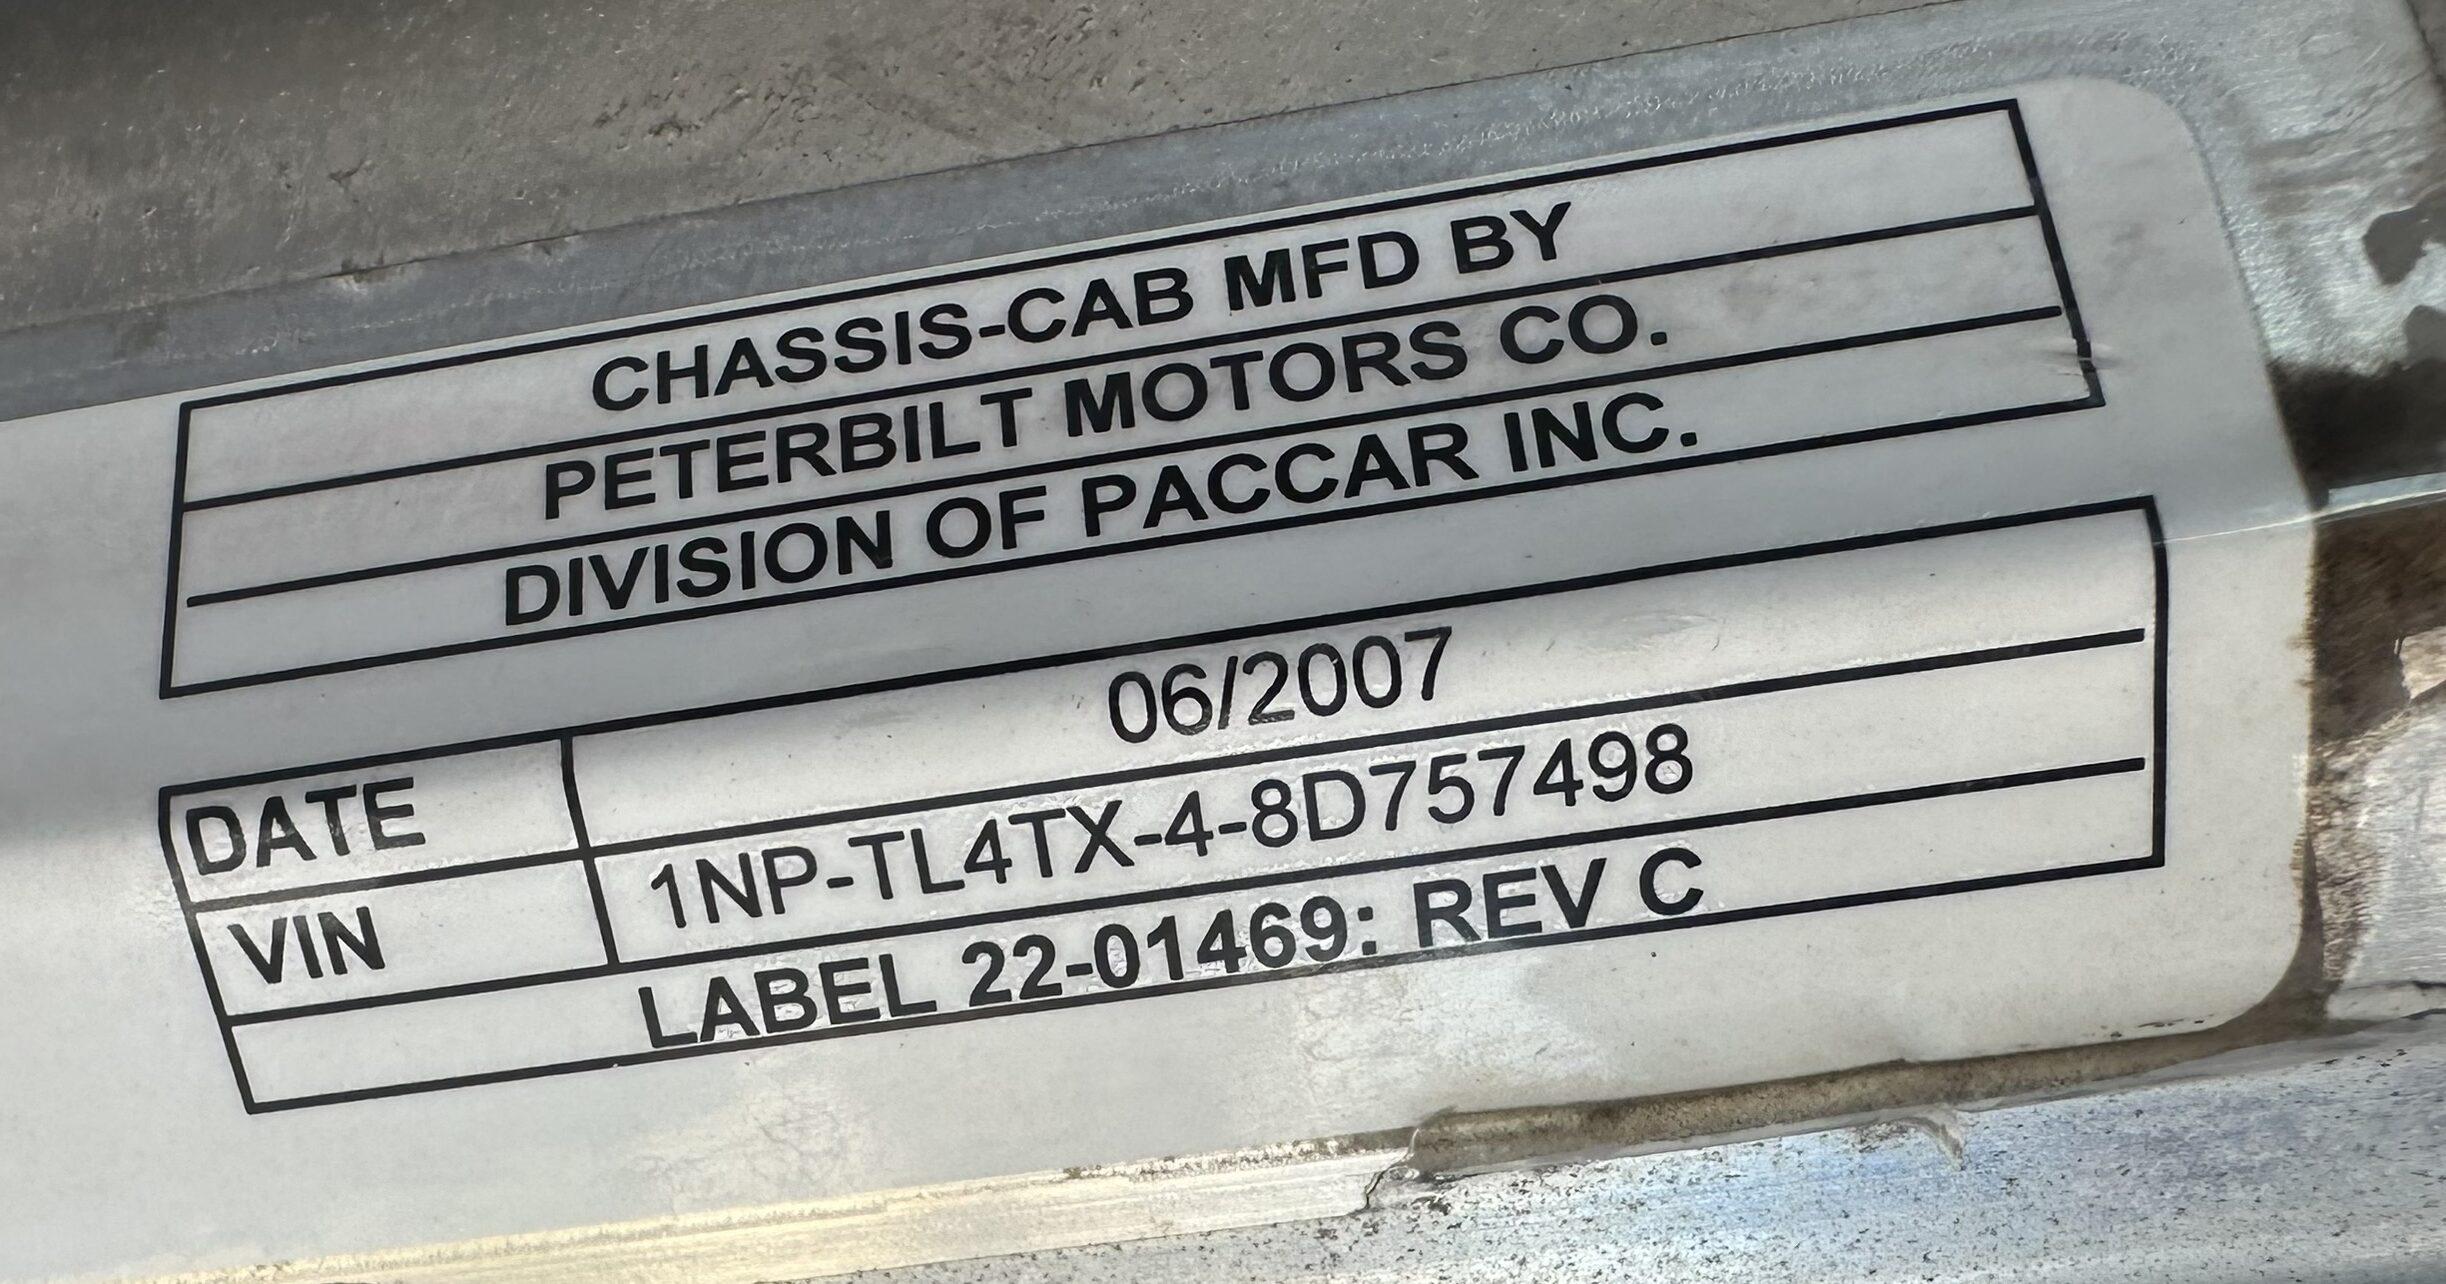 CHASSIS-CAB MFD BY
PETERBILT MOTORS CO.
DIVISION OF PACCAR INC.
DATE 06/2007
VIN 1NP-TL4TX-4-8D757498
LABEL 22-01469: REV C